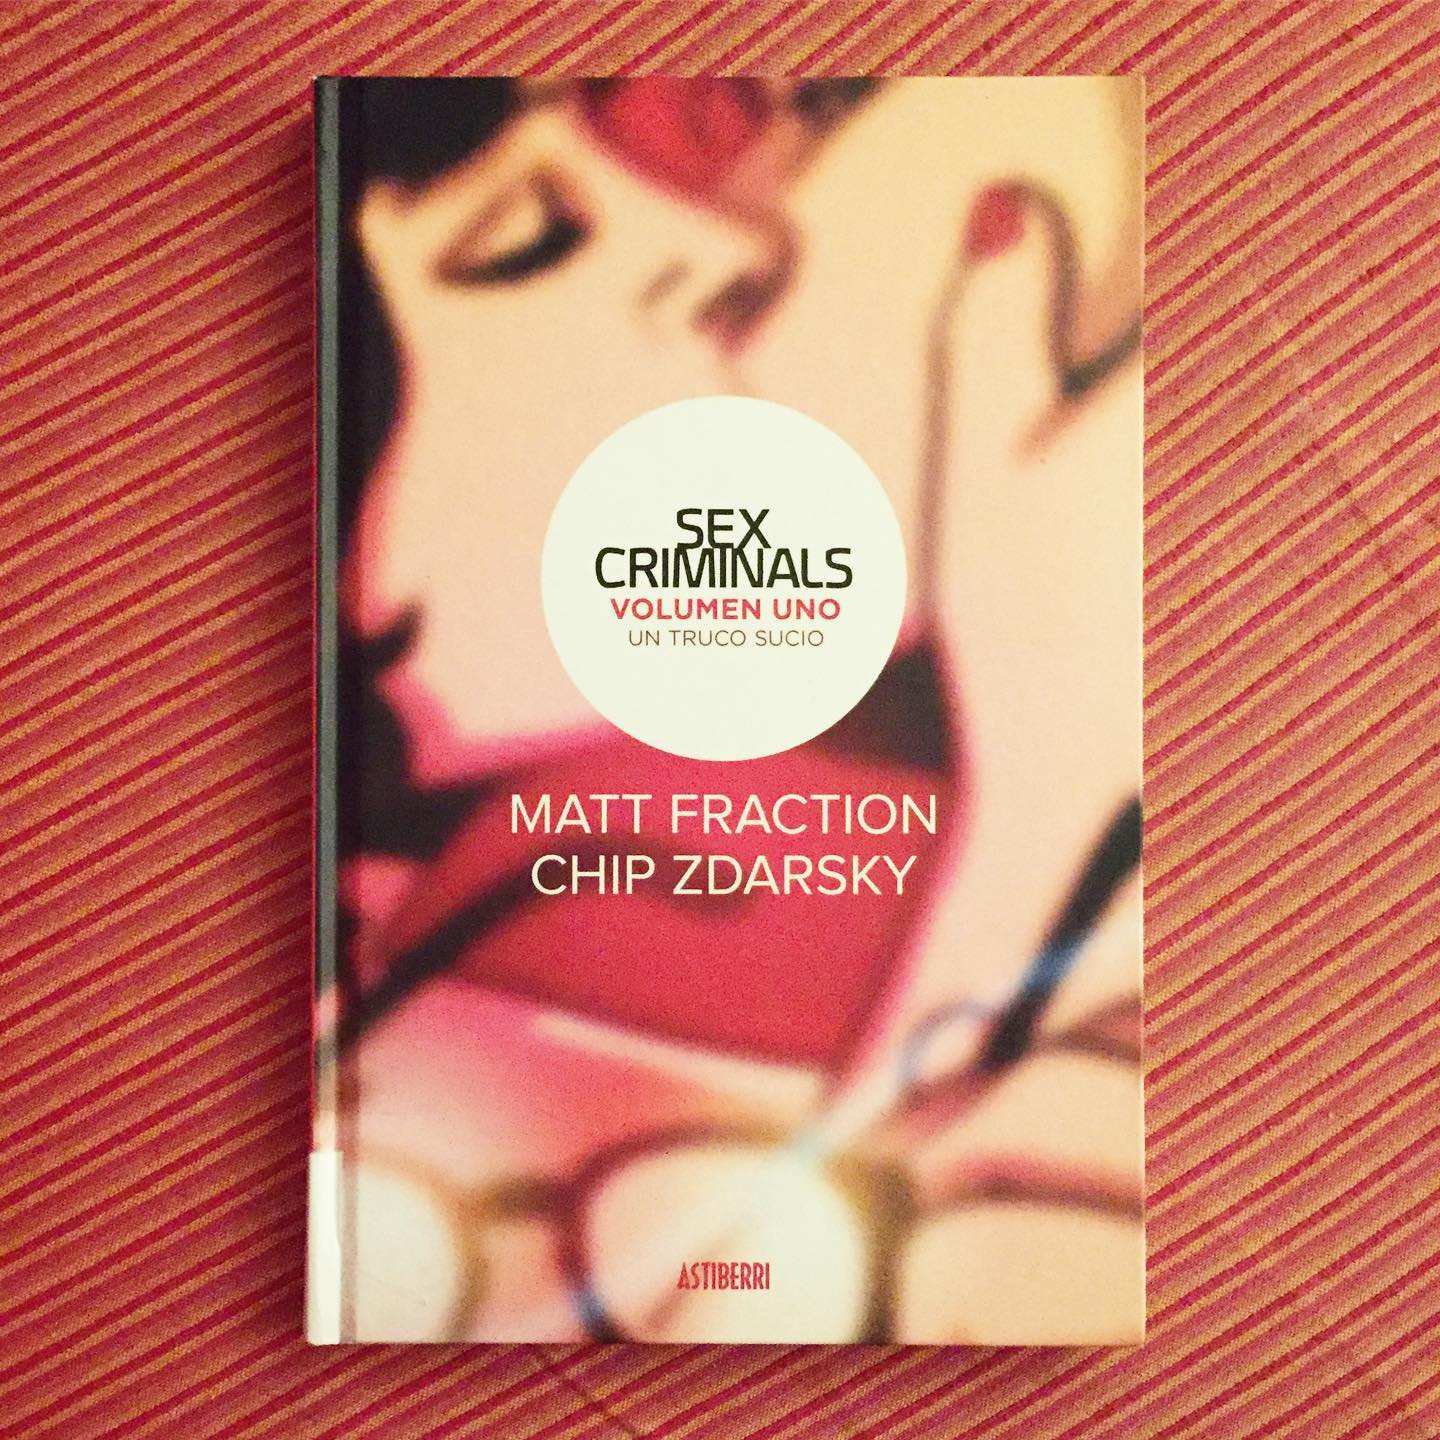 SEX
CRIMINALS
VOLUMEN UNO
UN TRUCO SUCIO
MATT FRACTION
CHIP ZDARSKY
ASTIBERRI